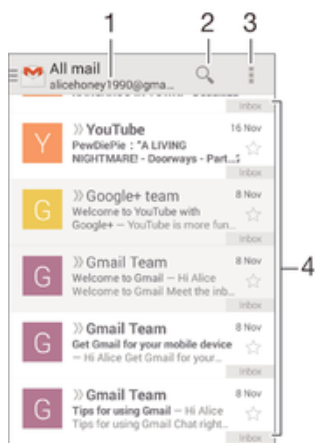 1
2
3
All mail
alicehoney1990@gma...
Inbox
Y
YouTube
16 Nov
PewDiePie : "A LIVING
NIGHTMARE! - Doorways - Part...2
Inbox
G
Google+ team
8 Nov
Welcome to YouTube with
Google+ – YouTube is more fun...
Inbox
4
G
Gmail Team
8 Nov
Welcome to Gmail – Hi Alice
Welcome to Gmail Meet the inb...
Inbox
G
Gmail Team
8 Nov
Get Gmail for your mobile device
– Hi Alice Get Gmail for your...
Inbox
G
Gmail Team
8 Nov
Tips for using Gmail – Hi Alice
Tips for using Gmail Chat right...
Inbox